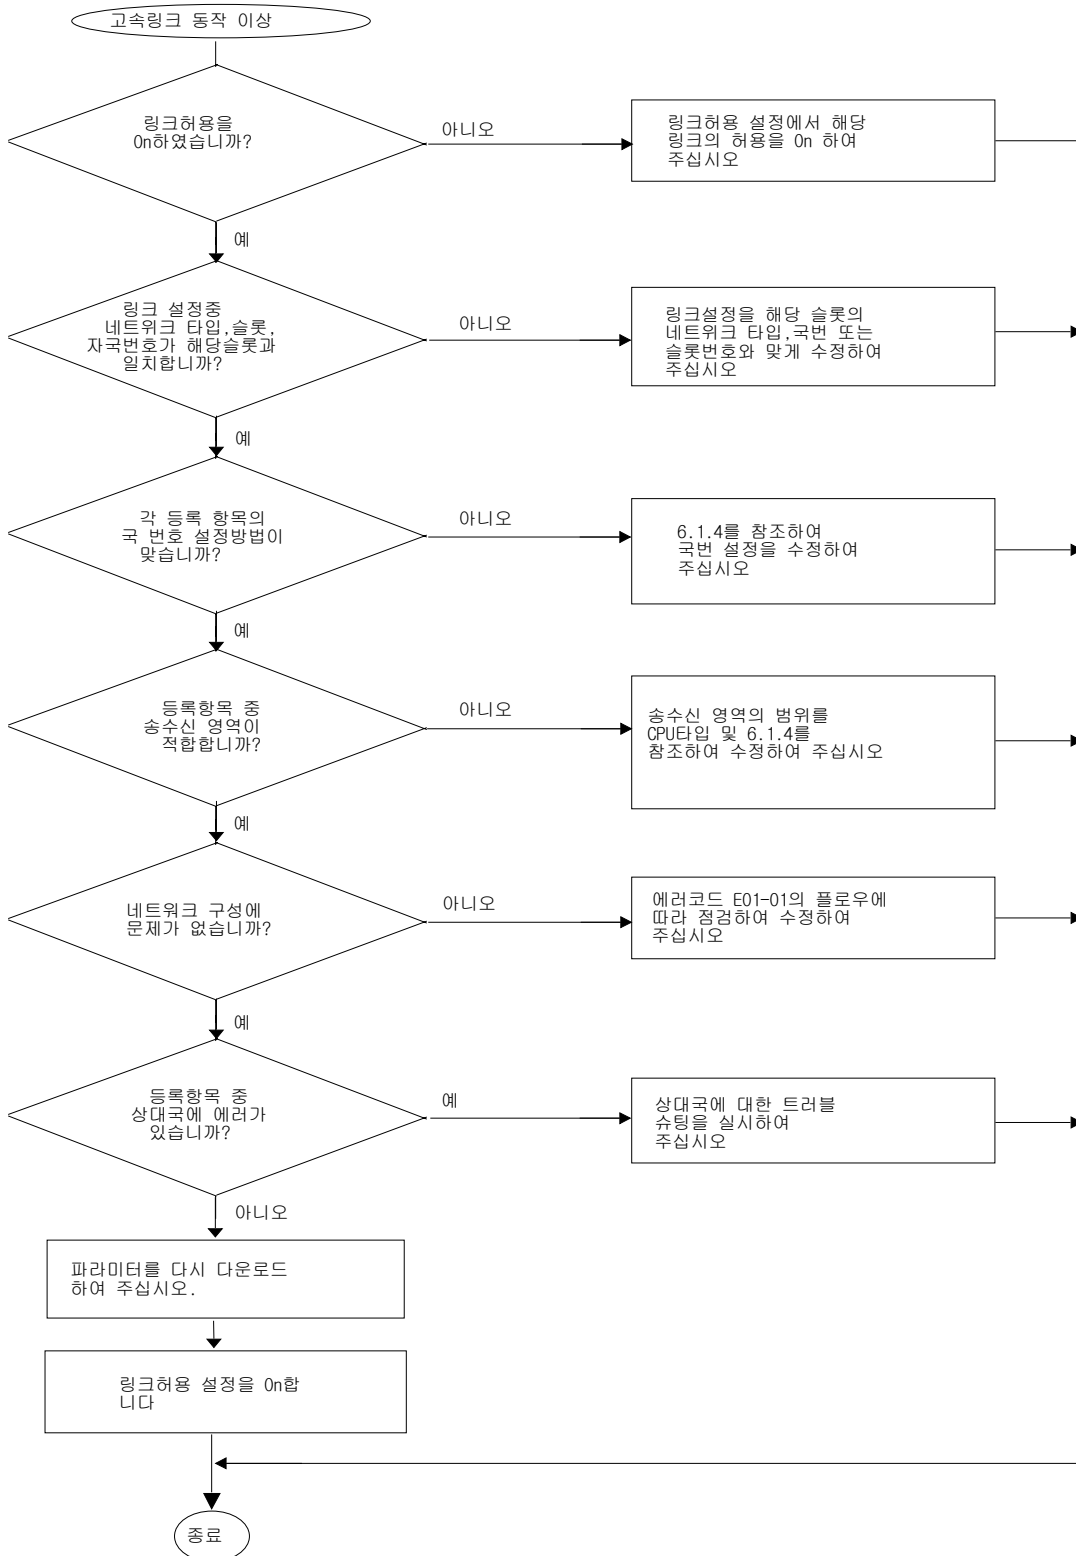 고속링크 동작 이상
링크허용을
On하였습니까?
아니오
링크허용 설정에서 해당
링크의 허용을 On 하여
주십시오
예
링크 설정중
네트위크 타입,슬롯,
자국번호가 해당슬롯과
일치합니까?
아니오
링크설정을 해당 슬롯의
네트워크 타입,국번 또는
슬롯번호와 맞게 수정하여
주십시오
예
각 등록 항목의
국 번호 설정방법이
맞습니까?
아니오
6.1.4를 참조하여
국번 설정을 수정하여
주십시오
예
등록항목 중
송수신 영역이
적합합니까?
아니오
송수신 영역의 범위를
CPU타입 및 6.1.4를
참조하여 수정하여 주십시오
예
네트워크 구성에
문제가 없습니까?
아니오
에러코드 E01-01의 플로우에
따라 점검하여 수정하여
주십시오
예
등록항목 중
상대국에 에러가
있습니까?
예
상대국에 대한 트러블
슈팅을 실시하여
주십시오
아니오
파라미터를 다시 다운로드
하여 주십시오.
링크허용 설정을 On합
니다
종료